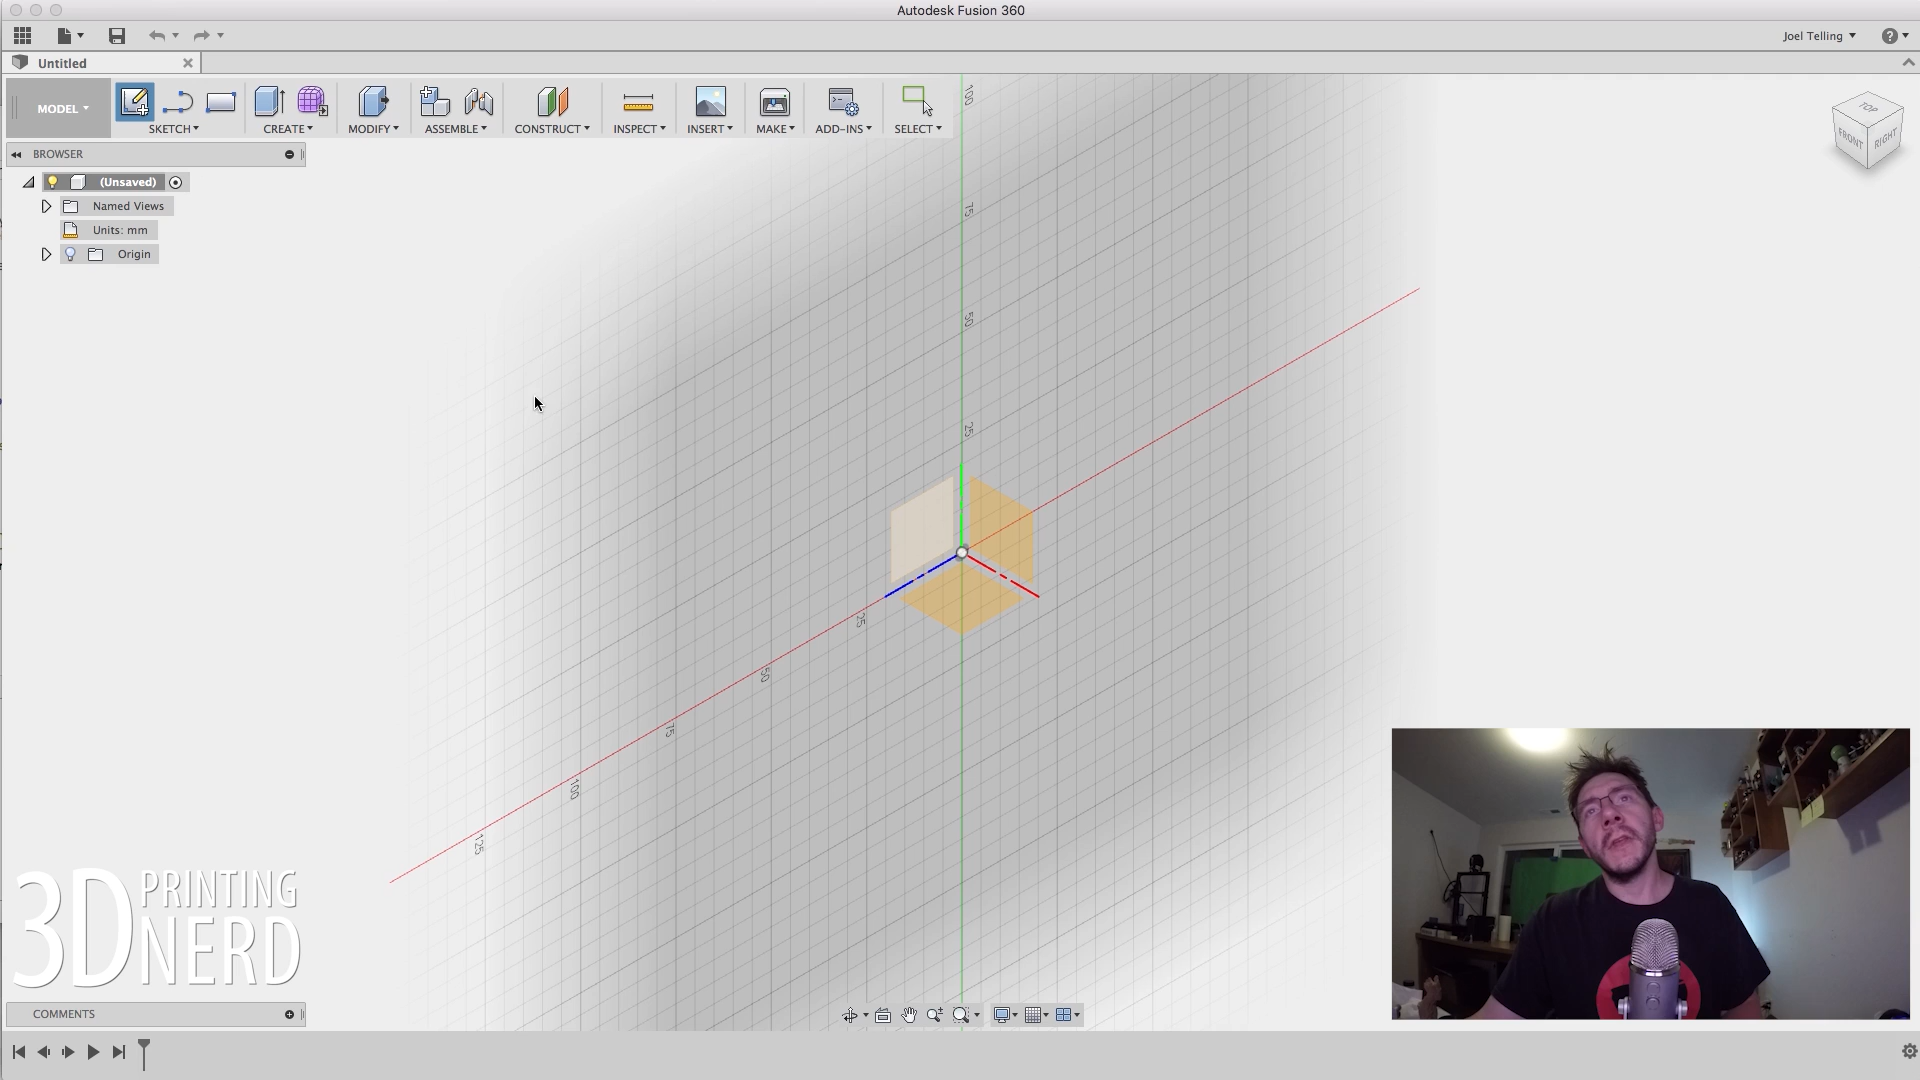 Autodesk Fusion 360
Joel Telling
Untitled
MODEL
SKETCH
CREATE
MODIFY
ASSEMBLE
CONSTRUCT
INSPECT
INSERT
MAKE
ADD-INS
SELECT
TOP
FRONT
RIGHT
BROWSER
(Unsaved)
Named Views
Units: mm
Origin
100
75
50
25
25
50
75
100
125
3D PRINTING NERD
COMMENTS